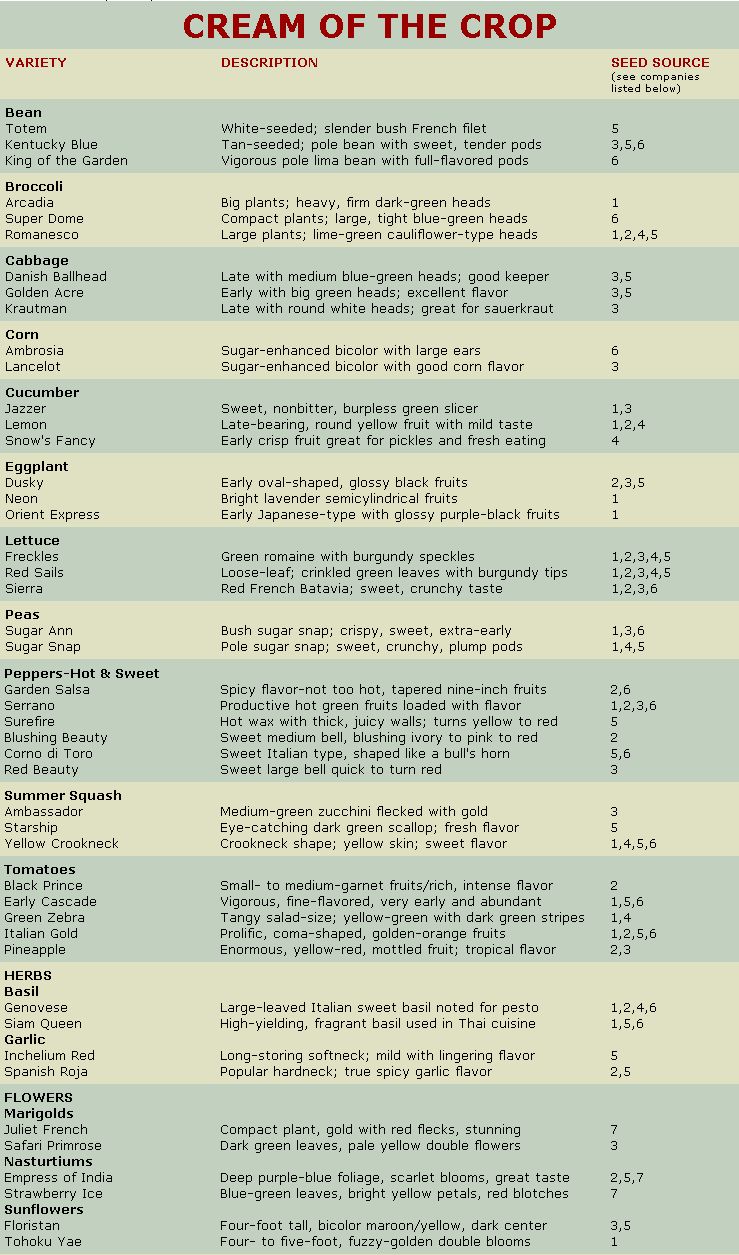 CREAM OF THE CROP
VARIETY DESCRIPTION SEED SOURCE
(see companies
listed below)
Bean
Totem White-seeded; slender bush French filet 5
Kentucky Blue Tan-seeded; pole bean with sweet, tender pods 3,5,6
King of the Garden Vigorous pole lima bean with full-flavored pods 6
Broccoli
Arcadia Big plants; heavy, firm dark-green heads 1
Super Dome Compact plants; large, tight blue-green heads 6
Romanesco Large plants; lime-green cauliflower-type heads 1,2,4,5
Cabbage
Danish Ballhead Late with medium blue-green heads; good keeper 3,5
Golden Acre Early with big green heads; excellent flavor 3,5
Krautman Late with round white heads; great for sauerkraut 3
Corn
Ambrosia Sugar-enhanced bicolor with large ears 6
Lancelot Sugar-enhanced bicolor with good corn flavor 3
Cucumber
Jazzer Sweet, nonbitter, burpless green slicer 1,3
Lemon Late-bearing, round yellow fruit with mild taste 1,2,4
Snow's Fancy Early crisp fruit great for pickles and fresh eating 4
Eggplant
Dusky Early oval-shaped, glossy black fruits 2,3,5
Neon Bright lavender semicylindrical fruits 1
Orient Express Early Japanese-type with glossy purple-black fruits 1
Lettuce
Freckles Green romaine with burgundy speckles 1,2,3,4,5
Red Sails Loose-leaf; crinkled green leaves with burgundy tips 1,2,3,4,5
Sierra Red French Batavia; sweet, crunchy taste 1,2,3,6
Peas
Sugar Ann Bush sugar snap; crispy, sweet, extra-early 1,3,6
Sugar Snap Pole sugar snap; sweet, crunchy, plump pods 1,4,5
Peppers-Hot & Sweet
Garden Salsa Spicy flavor-not too hot, tapered nine-inch fruits 2,6
Serrano Productive hot green fruits loaded with flavor 1,2,3,6
Surefire Hot wax with thick, juicy walls; turns yellow to red 5
Blushing Beauty Sweet medium bell, blushing ivory to pink to red 2
Corno di Toro Sweet Italian type, shaped like a bull's horn 5,6
Red Beauty Sweet large bell quick to turn red 3
Summer Squash
Ambassador Medium-green zucchini flecked with gold 3
Starship Eye-catching dark green scallop; fresh flavor 5
Yellow Crookneck Crookneck shape; yellow skin; sweet flavor 1,4,5,6
Tomatoes
Black Prince Small- to medium-garnet fruits/rich, intense flavor 2
Early Cascade Vigorous, fine-flavored, very early and abundant 1,5,6
Green Zebra Tangy salad-size; yellow-green with dark green stripes 1,4
Italian Gold Prolific, coma-shaped, golden-orange fruits 1,2,5,6
Pineapple Enormous, yellow-red, mottled fruit; tropical flavor 2,3
HERBS
Basil
Genovese Large-leaved Italian sweet basil noted for pesto 1,2,4,6
Siam Queen High-yielding, fragrant basil used in Thai cuisine 1,5,6
Garlic
Inchelium Red Long-storing softneck; mild with lingering flavor 5
Spanish Roja Popular hardneck; true spicy garlic flavor 2,5
FLOWERS
Marigolds
Juliet French Compact plant, gold with red flecks, stunning 7
Safari Primrose Dark green leaves, pale yellow double flowers 3
Nasturtiums
Empress of India Deep purple-blue foliage, scarlet blooms, great taste 2,5,7
Strawberry Ice Blue-green leaves, bright yellow petals, red blotches 7
Sunflowers
Floristan Four-foot tall, bicolor maroon/yellow, dark center 3,5
Tohoku Yae Four- to five-foot, fuzzy-golden double blooms 1